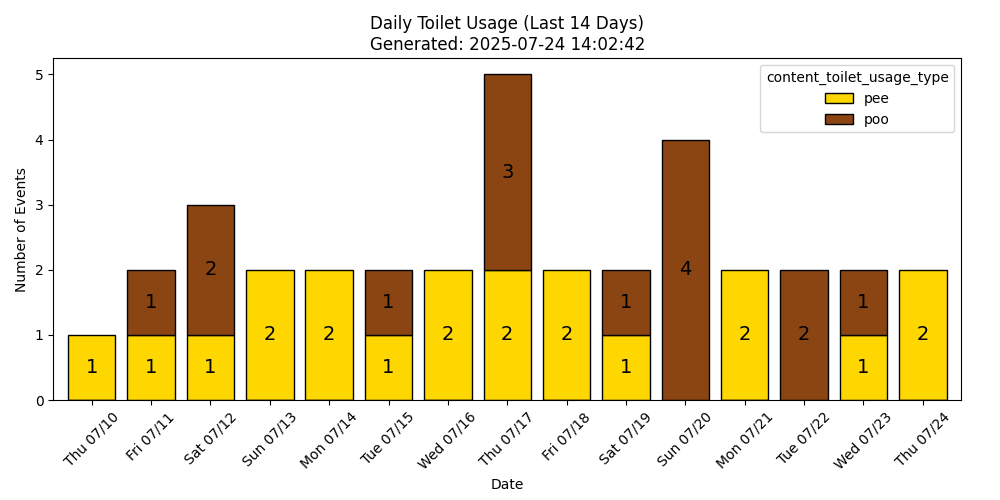 Daily Toilet Usage (Last 14 Days)
Generated: 2025-07-24 14:02:42
content_toilet_usage_type
pee
poo
Number of Events
5
4
3
2
1
0
1
1
1
1
2
2
2
1
1
2
2
3
2
1
1
4
2
2
1
1
2
Thu 07/10
Fri 07/11
Sat 07/12
Sun 07/13
Mon 07/14
Tue 07/15
Wed 07/16
Thu 07/17
Fri 07/18
Sat 07/19
Sun 07/20
Mon 07/21
Tue 07/22
Wed 07/23
Thu 07/24
Date